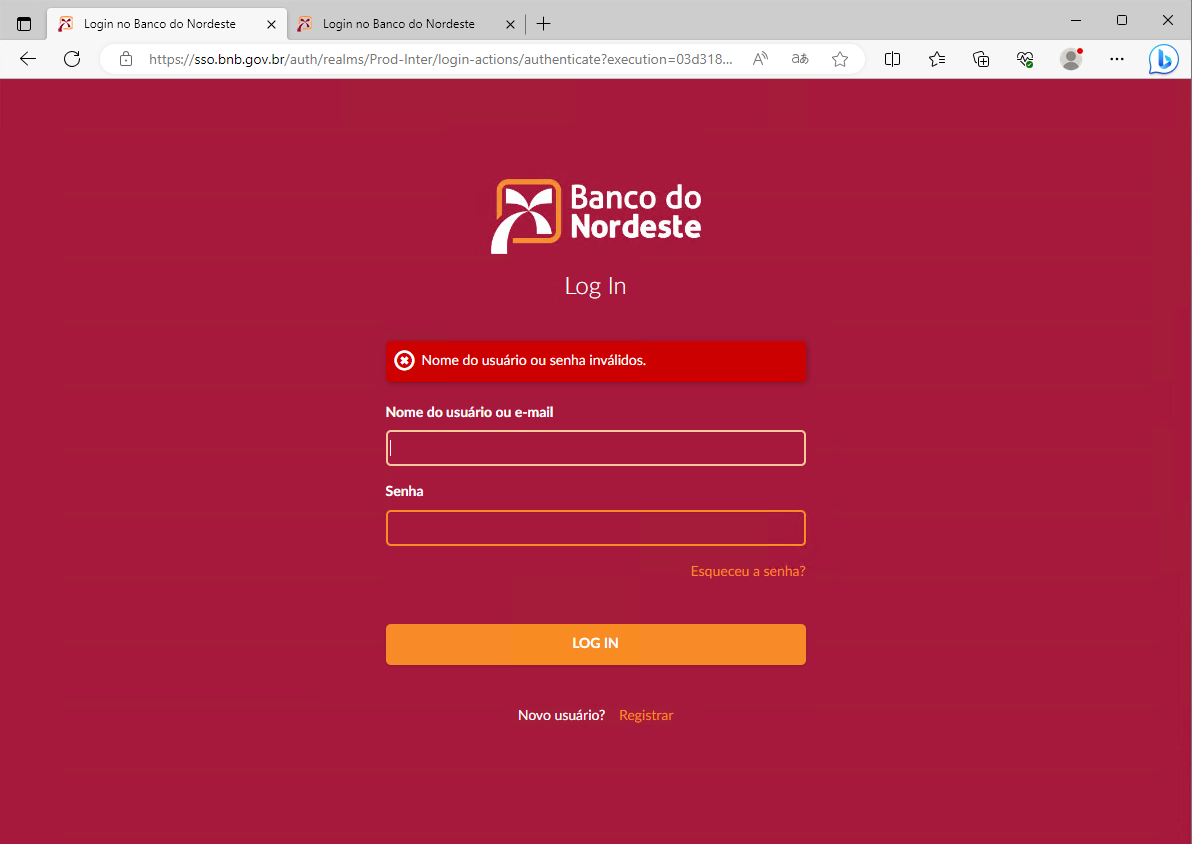 Login no Banco do Nordeste
Login no Banco do Nordeste
https://sso.bnb.gov.br/auth/realms/Prod-Inter/login-actions/authenticate?execution=03d318...
Banco do
Nordeste
Log In
Nome do usuário ou senha inválidos.
Nome do usuário ou e-mail
Senha
Esqueceu a senha?
LOG IN
Novo usuário? Registrar